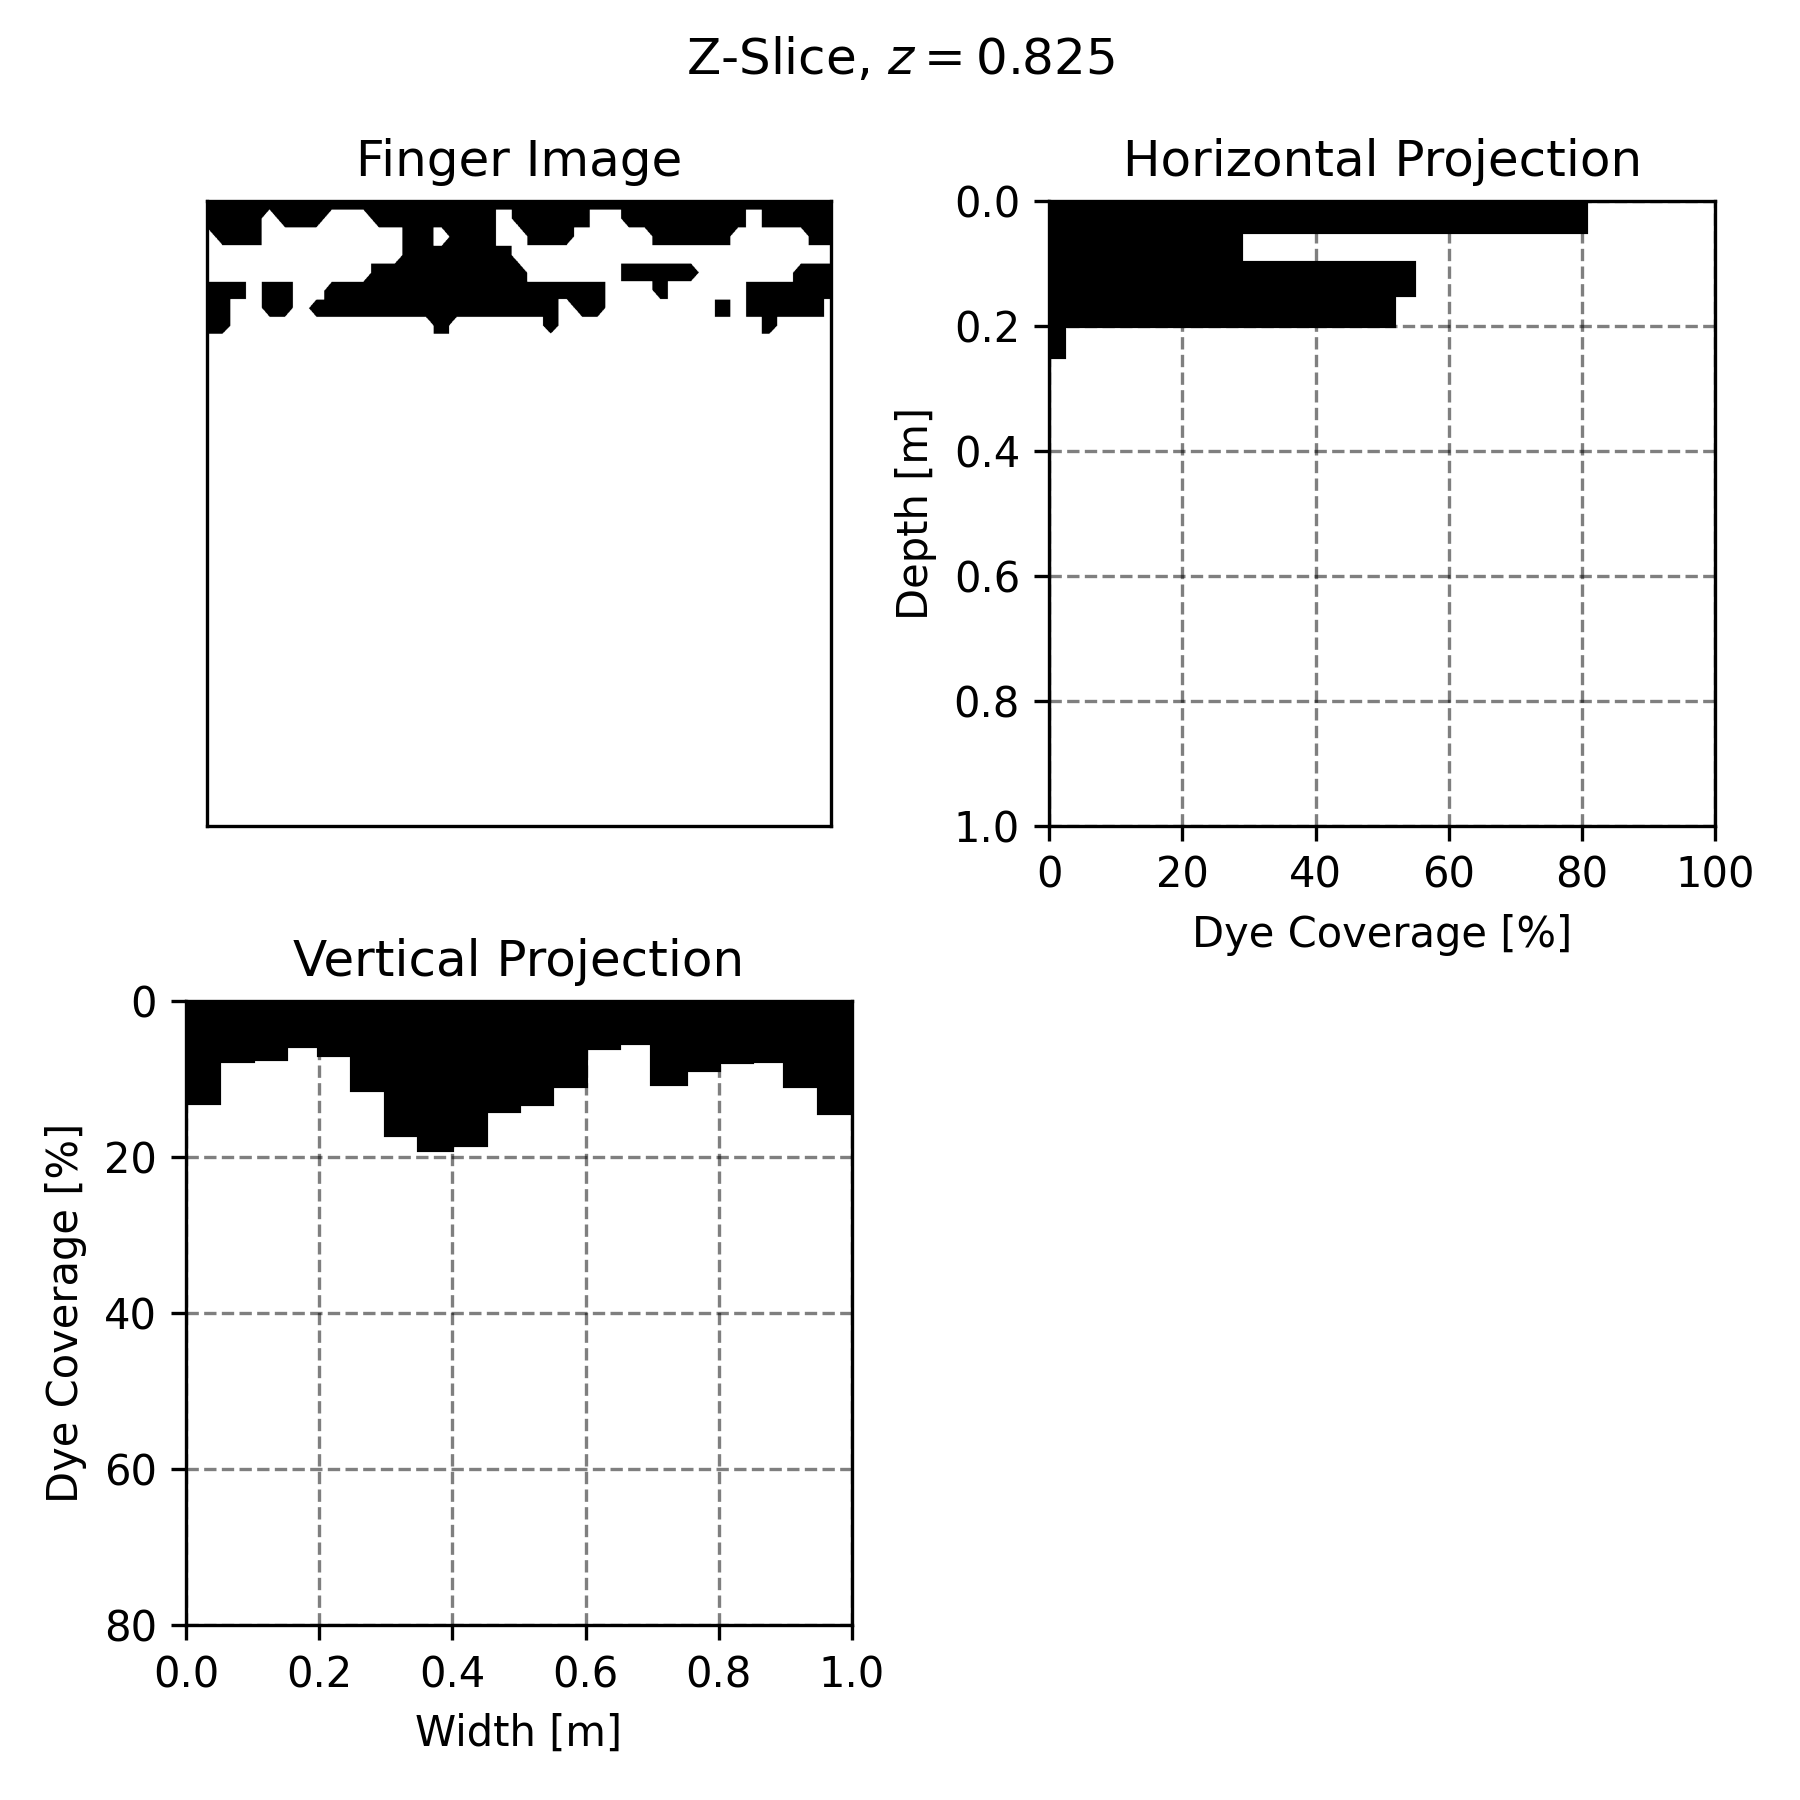 Z-Slice, z = 0.825
Finger Image
Horizontal Projection
0.0
0.2
0.4
0.6
0.8
1.0
Depth [m]
0 20 40 60 80 100
Dye Coverage [%]
Vertical Projection
0
20
40
60
80
Dye Coverage [%]
0.0 0.2 0.4 0.6 0.8 1.0
Width [m]